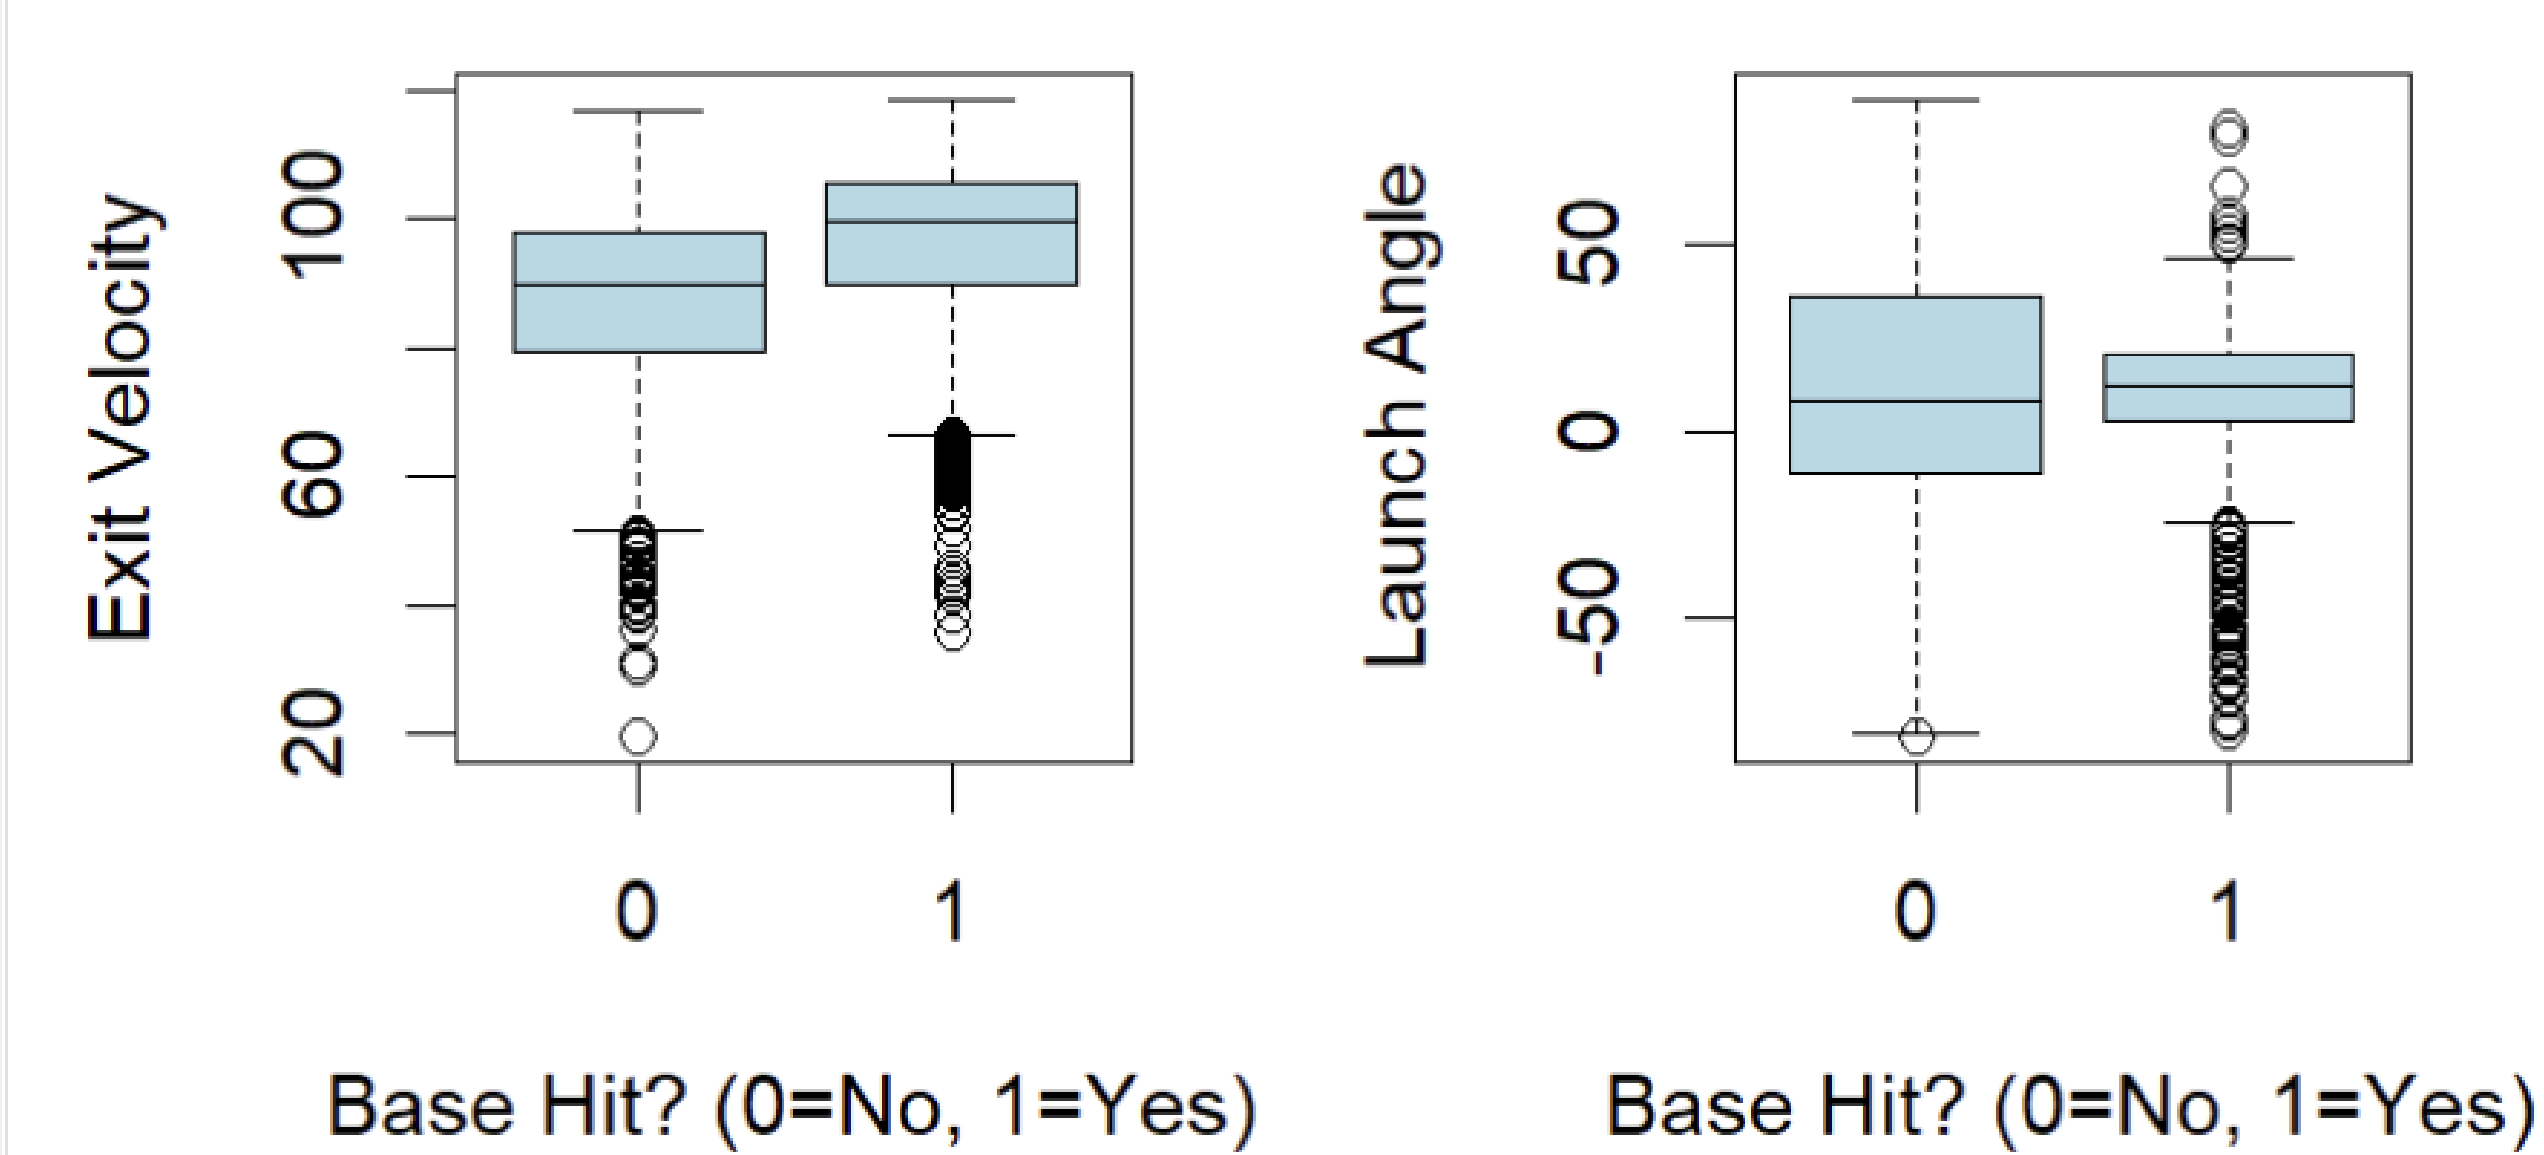 Exit Velocity
100
60
20
0 1
Base Hit? (0=No, 1=Yes)
Launch Angle
50
0
-50
0 1
Base Hit? (0=No, 1=Yes)